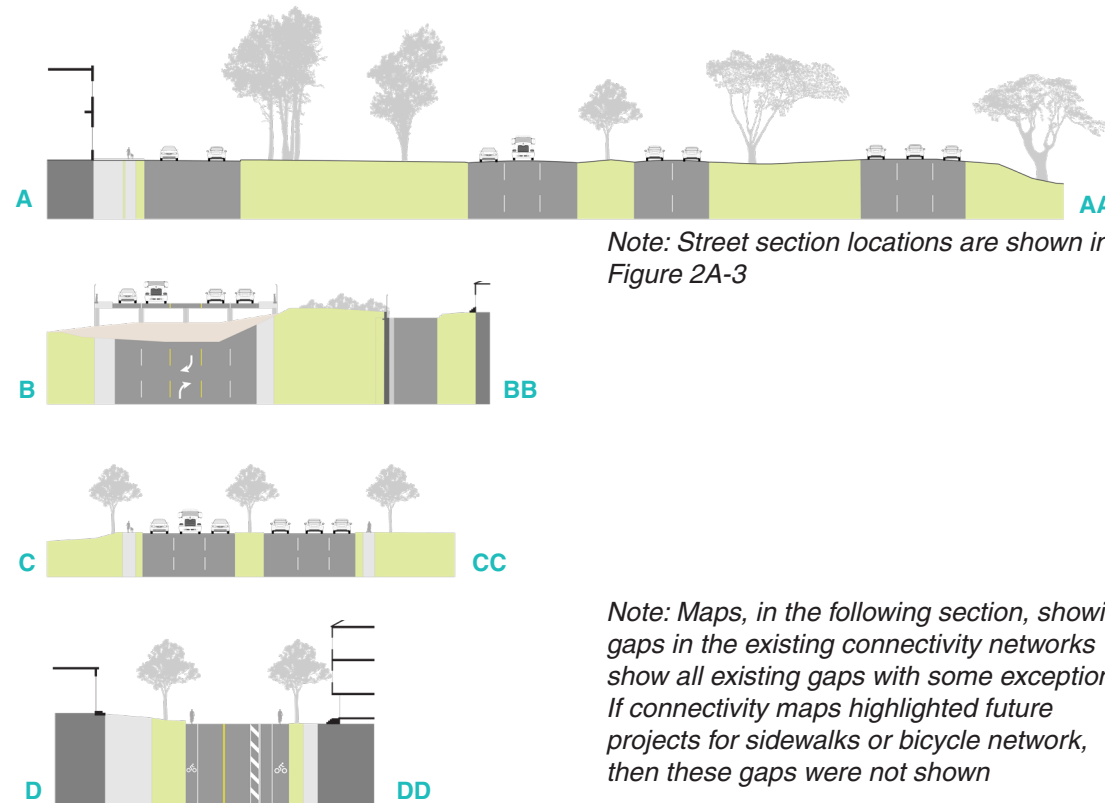 A
AA
Note: Street section locations are shown in
Figure 2A-3
B
BB
C
CC
Note: Maps, in the following section, showi
gaps in the existing connectivity networks
show all existing gaps with some exception
If connectivity maps highlighted future
projects for sidewalks or bicycle network,
then these gaps were not shown
D
DD